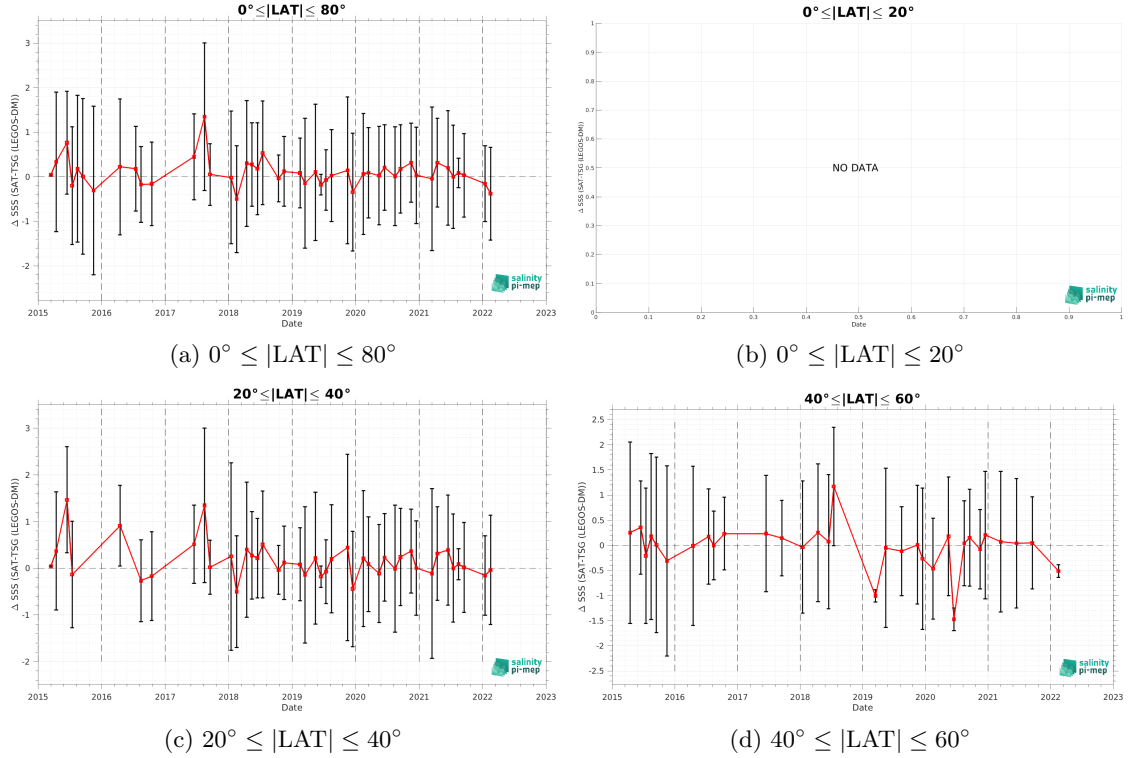 0°≤|LAT|≤ 80°
Δ SSS (SAT-TSG (LEGOS-DM))
3
2
1
0
-1
-2
2015 2016 2017 2018 2019 2020 2021 2022 2023
Date
salinity
pi-mep
(a) 0° ≤ |LAT| ≤ 80°
0°≤|LAT|≤ 20°
Δ SSS (SAT-TSG (LEGOS-DM))
1
0.9
0.8
0.7
0.6
0.5
0.4
0.3
0.2
0.1
0
NO DATA
0 0.1 0.2 0.3 0.4 0.5 0.6 0.7 0.8 0.9 1
Date
salinity
pi-mep
(b) 0° ≤ |LAT| ≤ 20°
20°≤|LAT|≤ 40°
Δ SSS (SAT-TSG (LEGOS-DM))
3
2
1
0
-1
-2
2015 2016 2017 2018 2019 2020 2021 2022 2023
Date
salinity
pi-mep
(c) 20° ≤ |LAT| ≤ 40°
40°≤|LAT|≤ 60°
Δ SSS (SAT-TSG (LEGOS-DM))
2.5
2
1.5
1
0.5
0
-0.5
-1
-1.5
-2
-2.5
2015 2016 2017 2018 2019 2020 2021 2022 2023
Date
salinity
pi-mep
(d) 40° ≤ |LAT| ≤ 60°